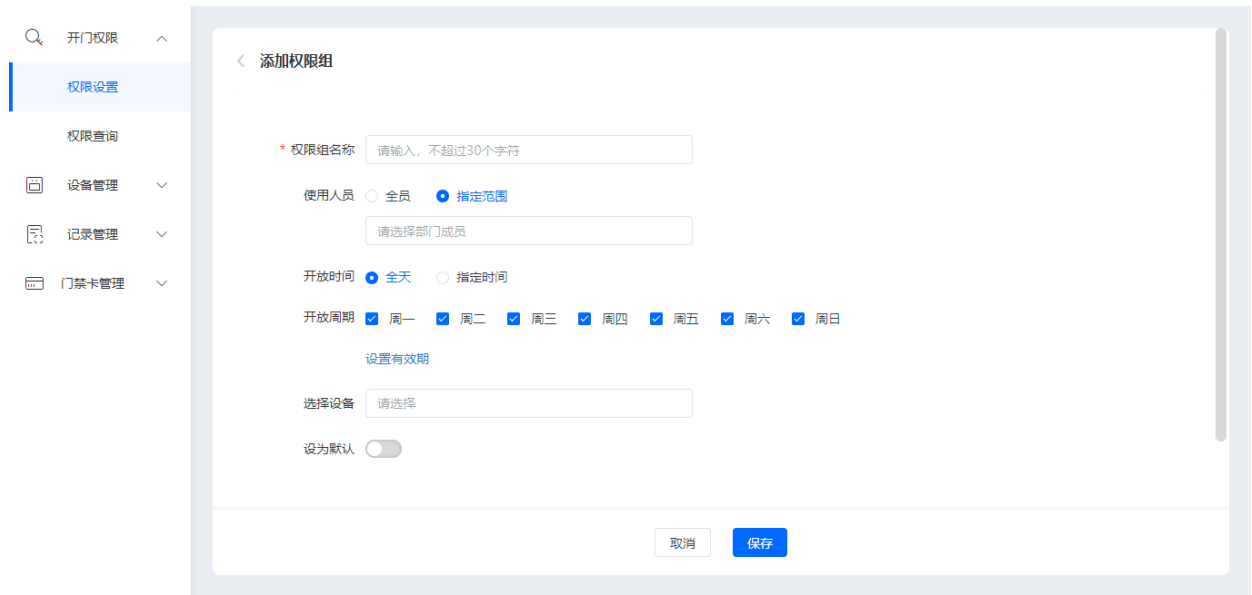 开门权限
权限设置
权限查询
设备管理
记录管理
门禁卡管理
添加权限组
* 权限组名称 请输入，不超过30个字符
使用人员 全员 指定范围
请选择部门成员
开放时间 全天 指定时间
开放周期 周一 周二 周三 周四 周五 周六 周日
设置有效期
选择设备 请选择
设为默认
取消 保存